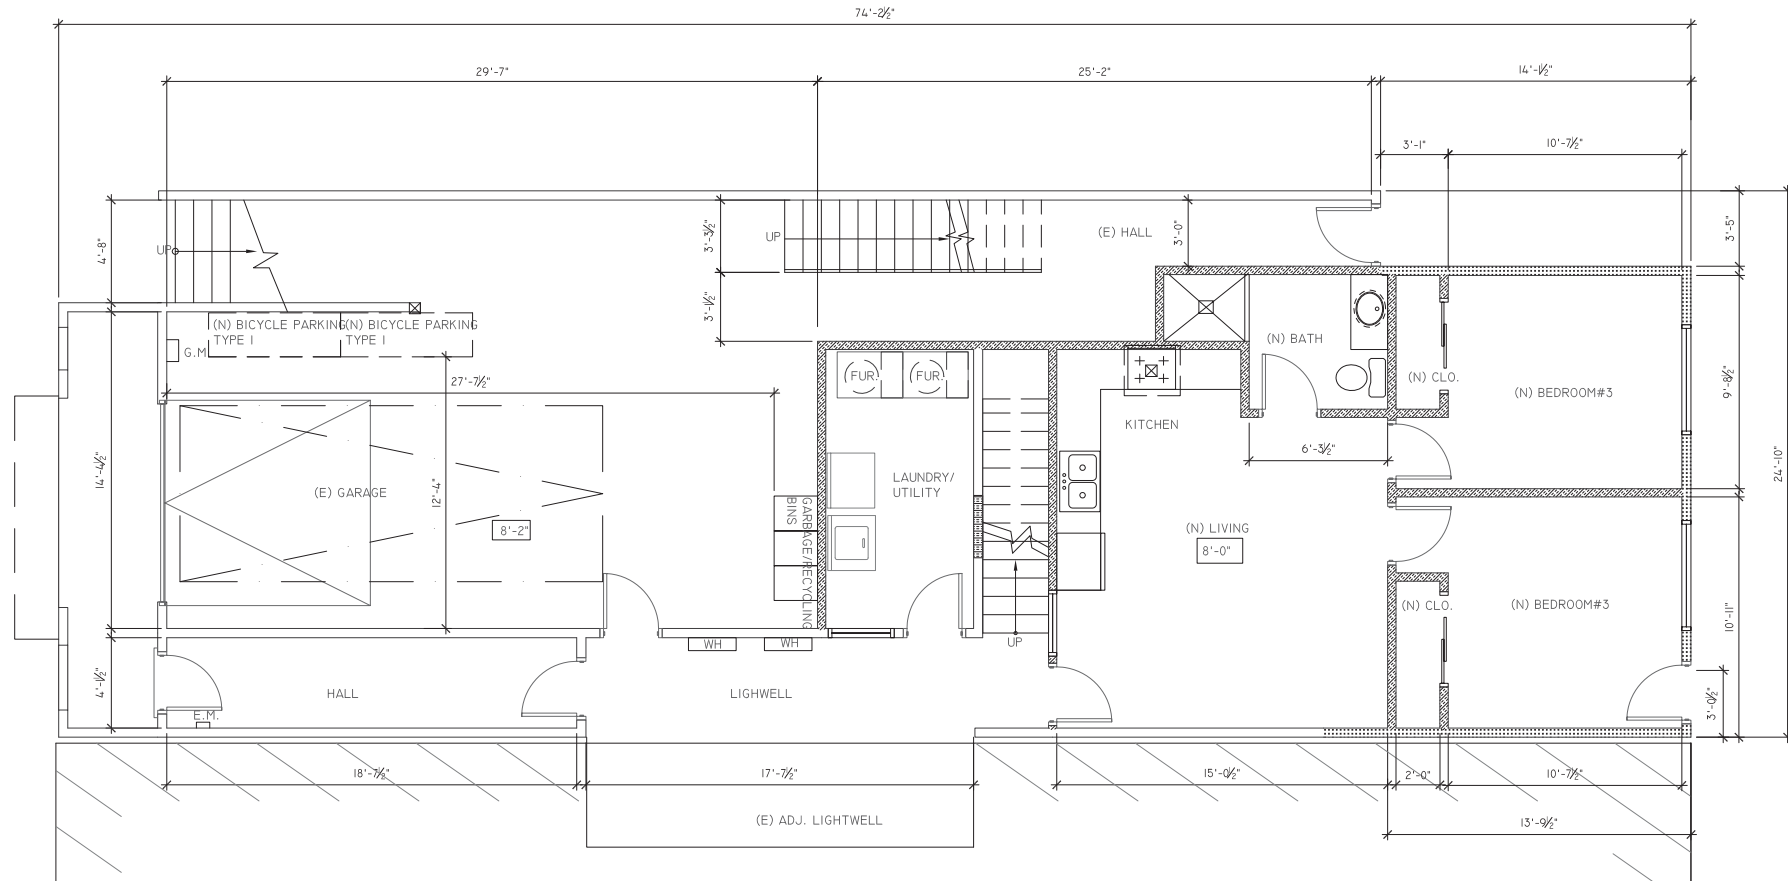 74'-2½"
29'-7"
25'-2"
14'-½"
3'-1"
10'-7½"
4'-8"
UP
3'-3½"
UP
(E) HALL
3'-0"
3'-5"
3'-1½"
(N) BICYCLE PARKING
TYPE I
(N) BICYCLE PARKING
TYPE I
G.M.
27'-7½"
FUR.
FUR.
(N) BATH
(N) CLO.
(N) BEDROOM#3
9'-8½"
KITCHEN
6'-3½"
24'-10"
14'-4½"
(E) GARAGE
12'-4"
8'-2"
GARBAGE/RECYCLING
BINS
LAUNDRY/
UTILITY
(N) LIVING
8'-0"
(N) CLO.
(N) BEDROOM#3
10'-11"
WH
WH
UP
4'-1½"
HALL
LIGHWELL
E.M.
3'-0½"
18'-7½"
17'-7½"
15'-0½"
2'-0"
10'-7½"
(E) ADJ. LIGHTWELL
13'-9½"